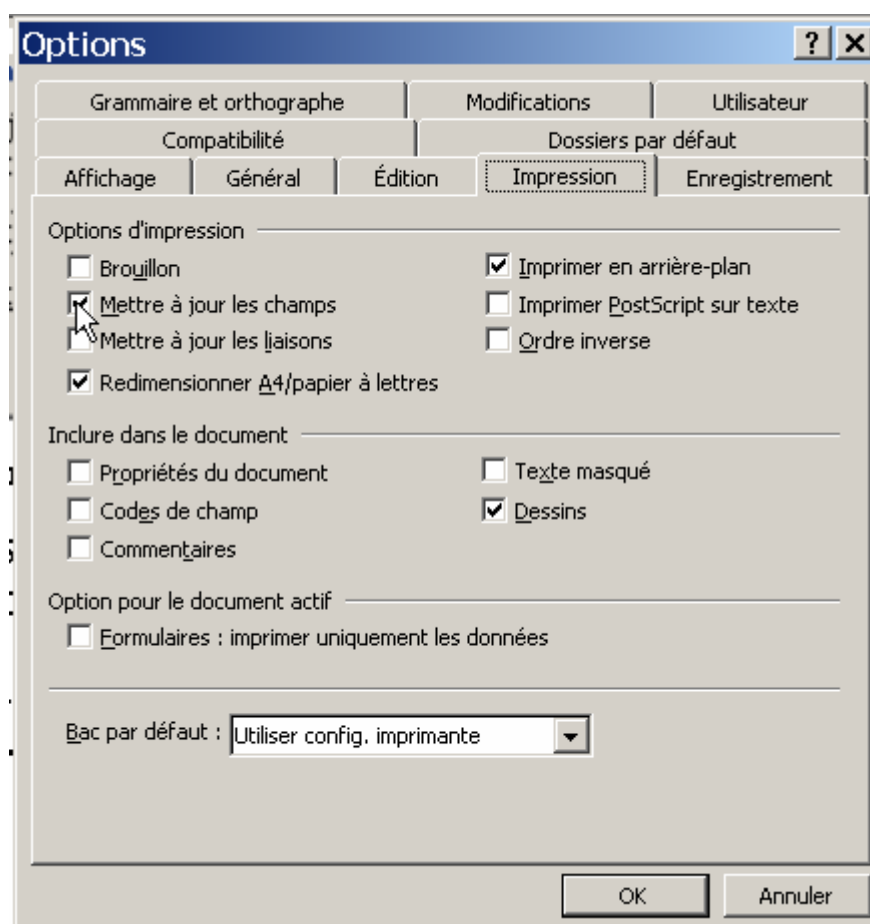 Options
Grammaire et orthographe Modifications Utilisateur
Compatibilité Dossiers par défaut
Affichage Général Édition Impression Enregistrement
Options d'impression
Brouillon Imprimer en arrière-plan
Mettre à jour les champs Imprimer PostScript sur texte
Mettre à jour les liaisons Ordre inverse
Redimensionner A4/papier à lettres
Inclure dans le document
Propriétés du document Texte masqué
Codes de champ Dessins
Commentaires
Option pour le document actif
Formulaires : imprimer uniquement les données
Bac par défaut : Utiliser config. imprimante
OK Annuler